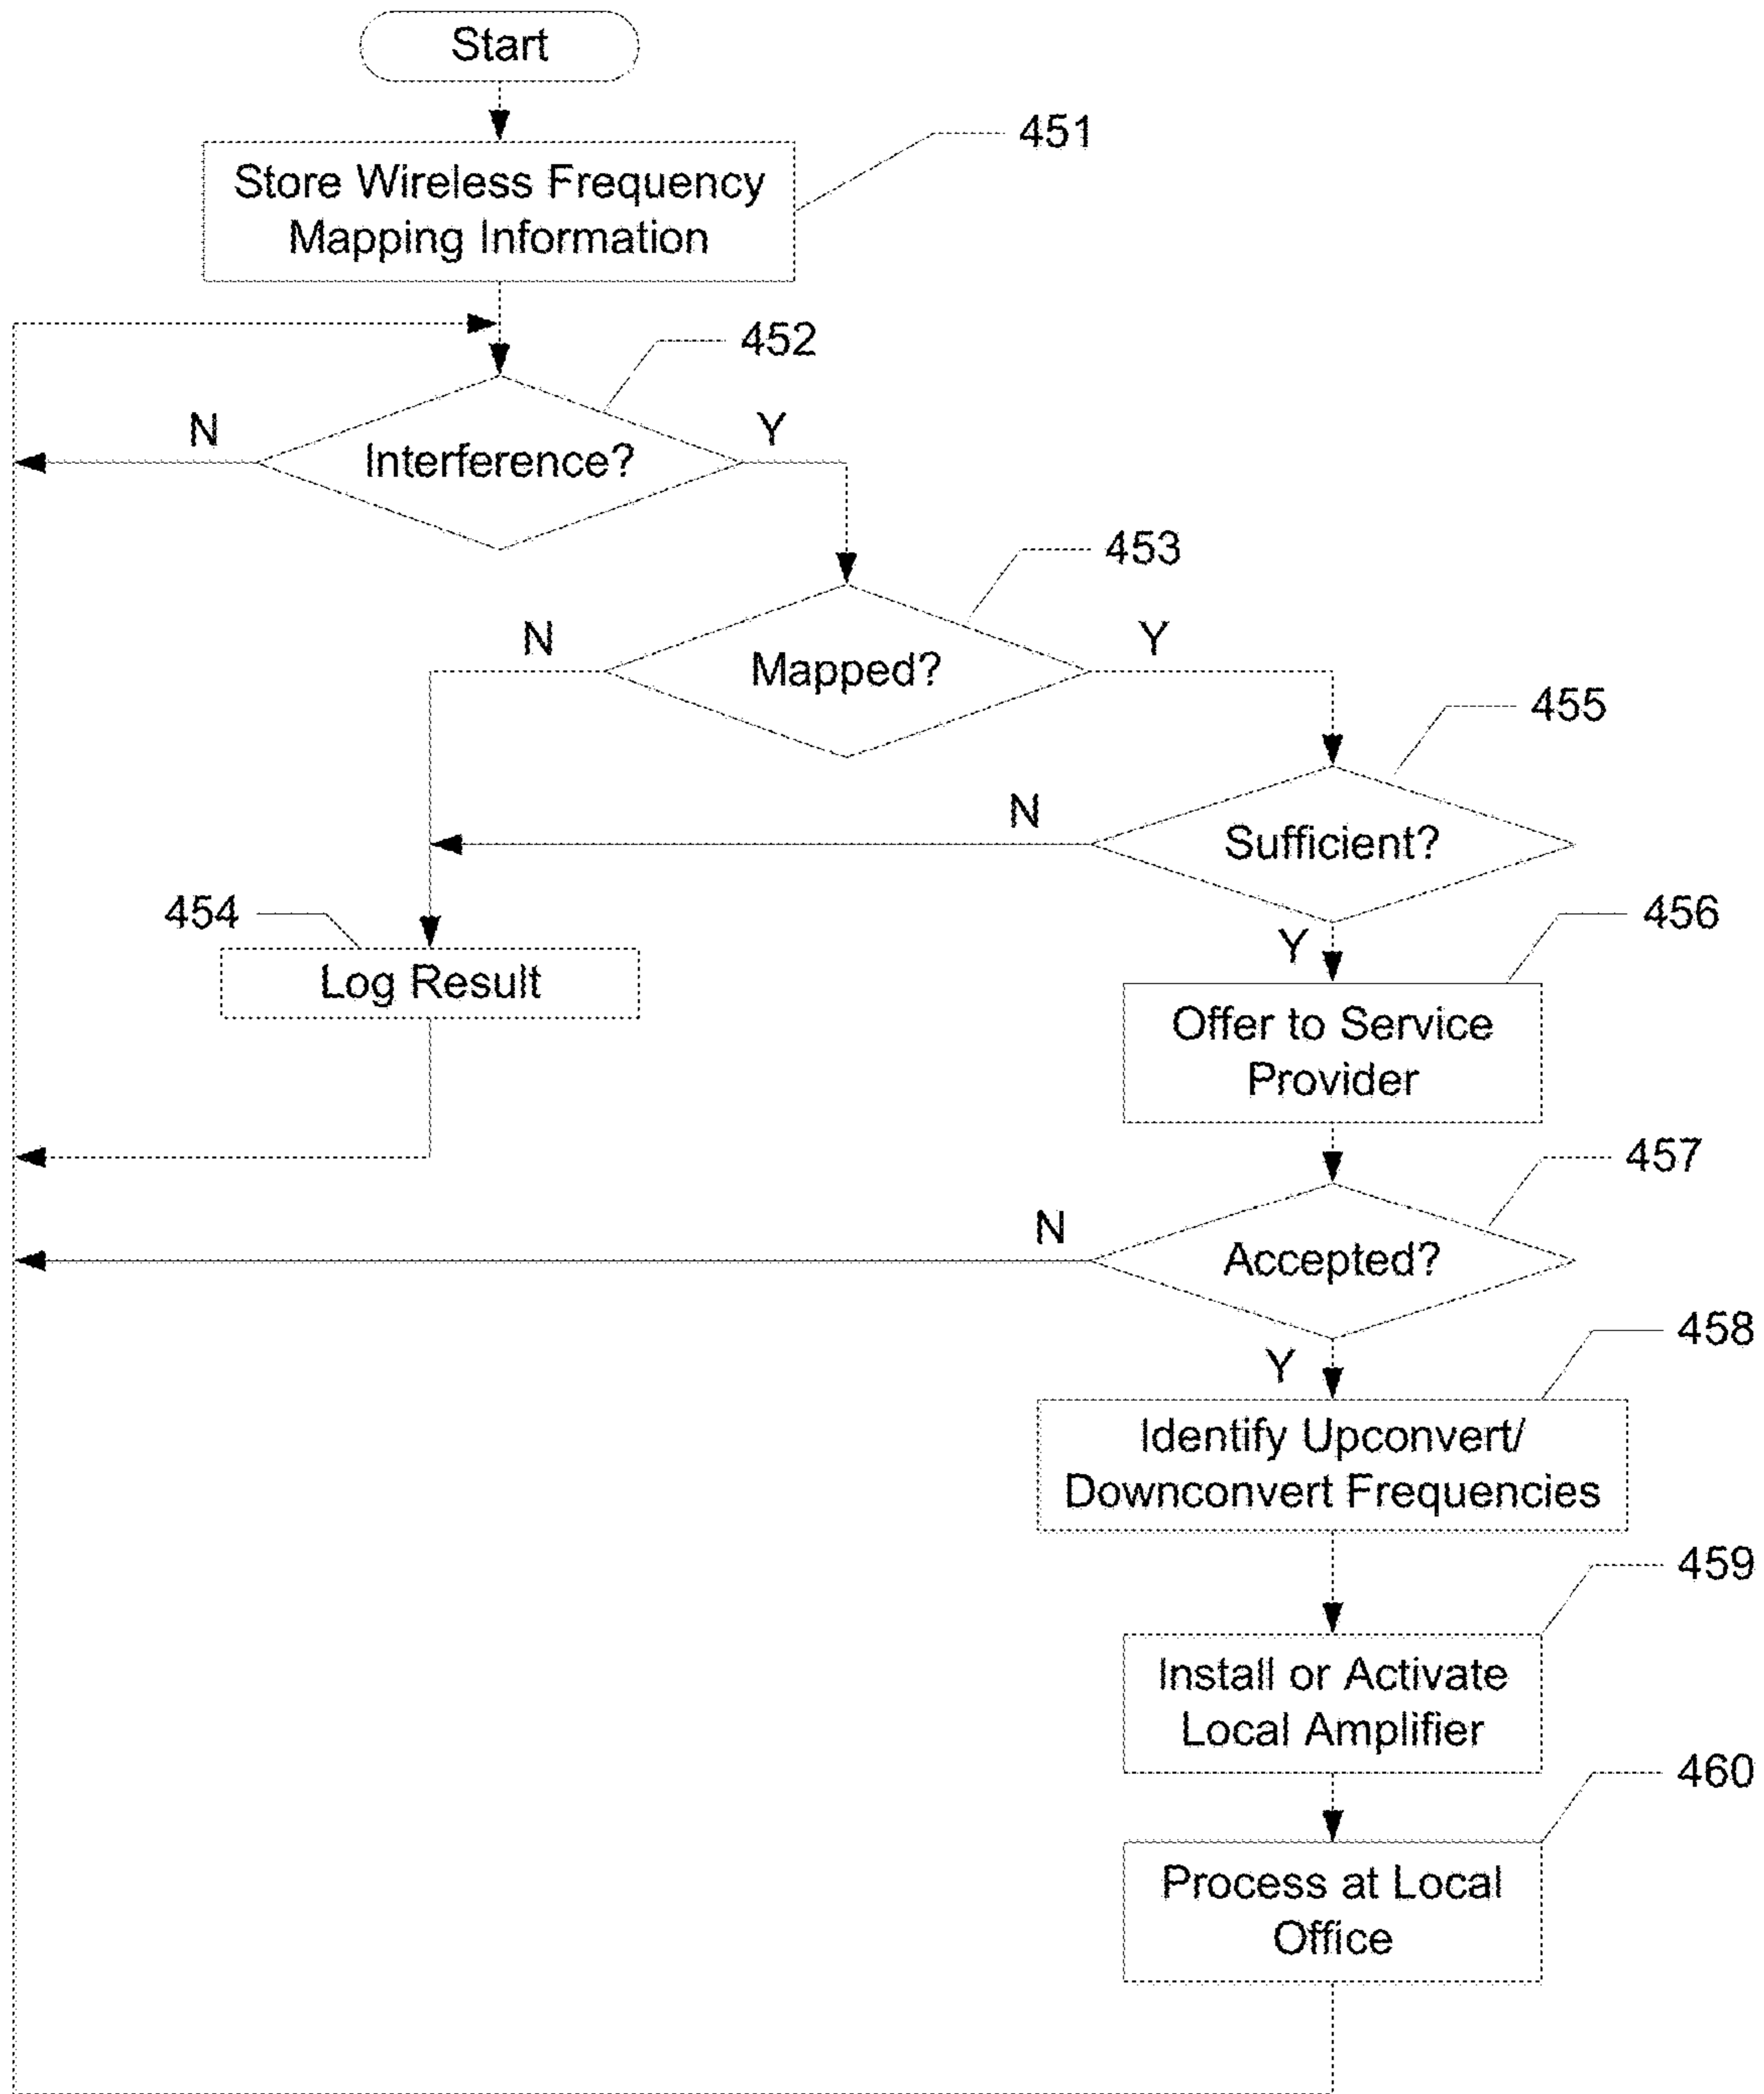 Start
451
Store Wireless Frequency
Mapping Information
452
N
Y
Interference?
453
N
Y
Mapped?
455
N
Sufficient?
454
Y
456
Log Result
Offer to Service
Provider
457
N
Accepted?
458
Y
Identify Upconvert/
Downconvert Frequencies
459
Install or Activate
Local Amplifier
460
Process at Local
Office